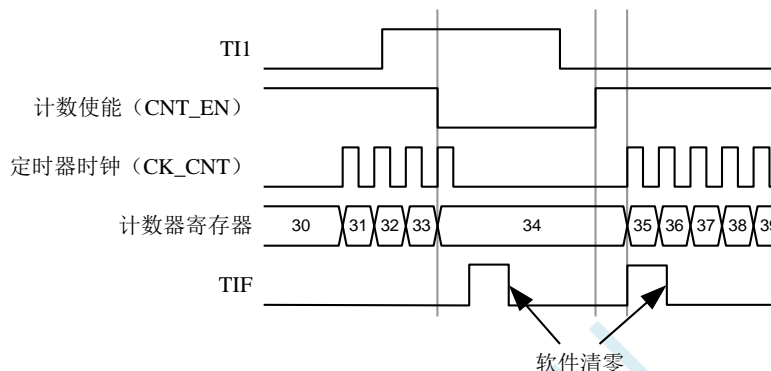 TI1
计数使能（CNT_EN）
定时器时钟（CK_CNT）
计数器寄存器 30 31 32 33 34 35 36 37 38 39
TIF
软件清零